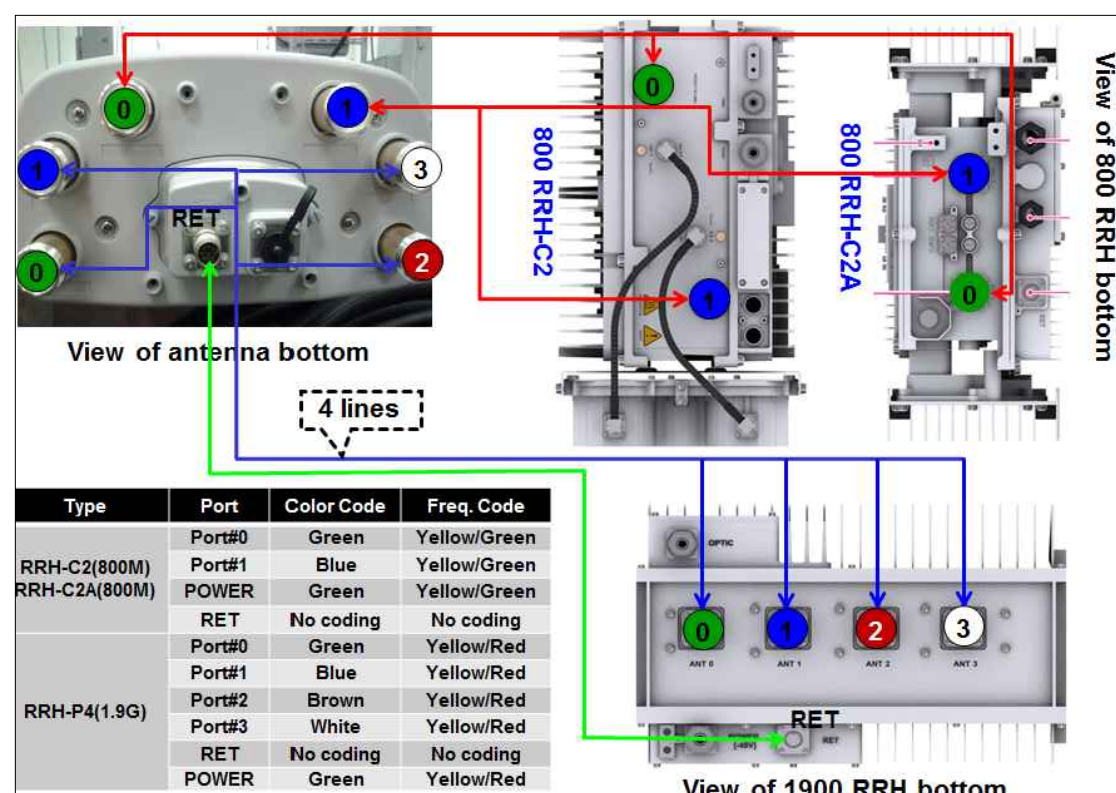 0
1
1
3
RET
0
2
View of antenna bottom
0
1
800 RRH-C2
1
0
800 RRH-C2A
RET
View of 800 RRH bottom
4 lines
Type Port Color Code Freq. Code
RRH-C2(800M)
RRH-C2A(800M)
Port#0 Green Yellow/Green
Port#1 Blue Yellow/Green
POWER Green Yellow/Green
RET No coding No coding
RRH-P4(1.9G)
Port#0 Green Yellow/Red
Port#1 Blue Yellow/Red
Port#2 Brown Yellow/Red
Port#3 White Yellow/Red
RET No coding No coding
POWER Green Yellow/Red
OPTIC
0 1 2 3
ANT 0 ANT 1 ANT 2 ANT 3
RET
POWER
(-48V)
RET
View of 1900 RRH bottom